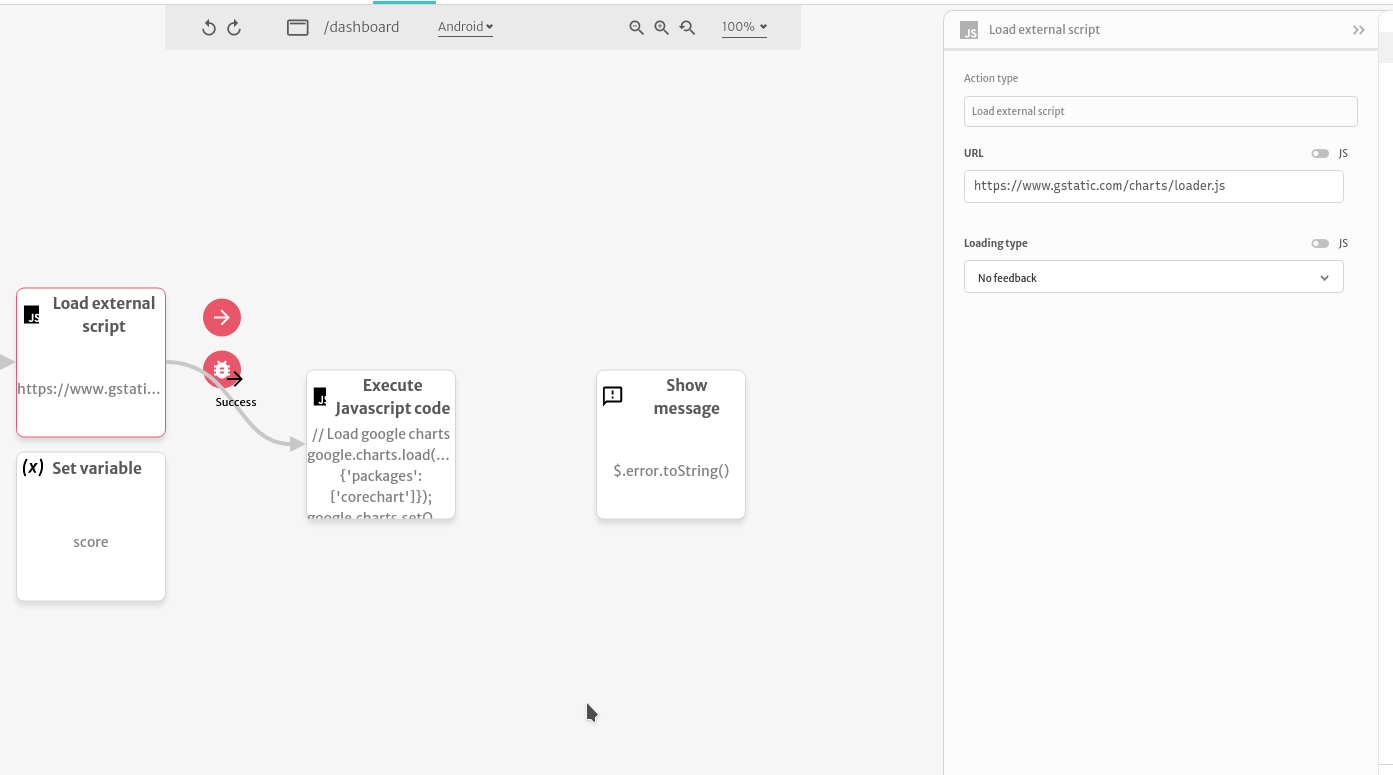 /dashboard
Android
100%
Load external
script
https://www.gstati...
Success
Set variable
score
Execute
Javascript code
// Load google charts
google.charts.load(...
{'packages':
['corechart']});
google.charts.setO
Show
message
$.error.toString()
JS
Load external script
Action type
Load external script
URL
JS
https://www.gstatic.com/charts/loader.js
Loading type
JS
No feedback